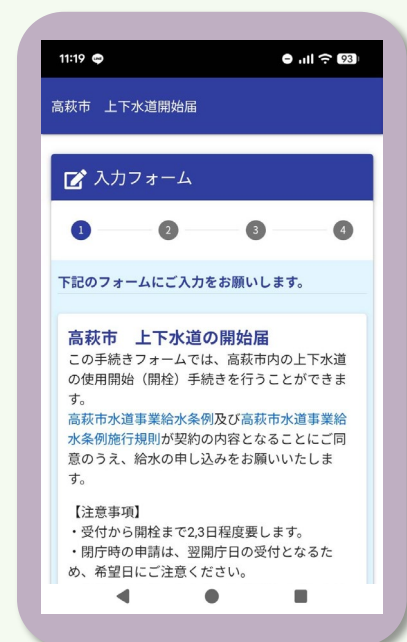 11:19
93
高萩市 上下水道開始届
入力フォーム
1 2 3 4
下記のフォームにご入力をお願いします。
高萩市 上下水道の開始届
この手続きフォームでは、高萩市内の上下水道
の使用開始（開栓）手続きを行うことができま
す。
高萩市水道事業給水条例及び高萩市水道事業給
水条例施行規則が契約の内容となることにご同
意のうえ、給水の申し込みをお願いいたしま
す。
【注意事項】
・受付から開栓まで2,3日程度要します。
・閉庁時の申請は、翌開庁日の受付となるた
め、希望日にご注意ください。